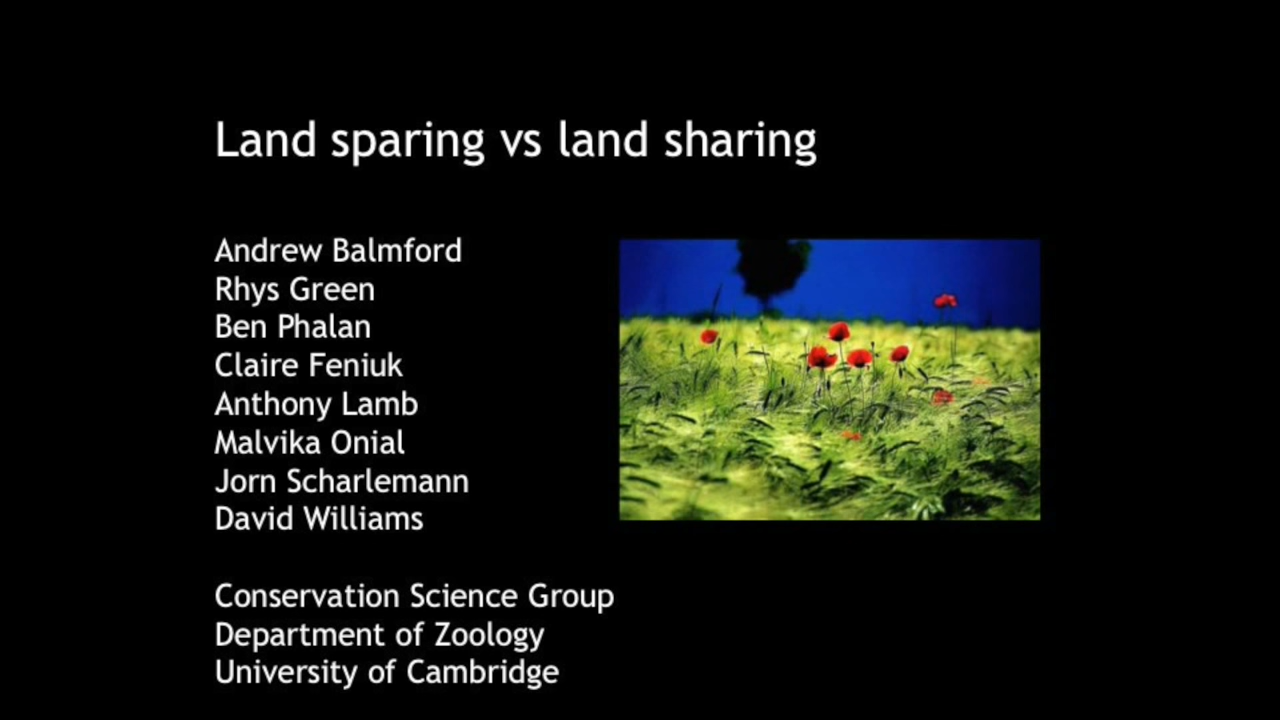 Land sparing vs land sharing
Andrew Balmford
Rhys Green
Ben Phalan
Claire Feniuk
Anthony Lamb
Malvika Onial
Jorn Scharlemann
David Williams
Conservation Science Group
Department of Zoology
University of Cambridge